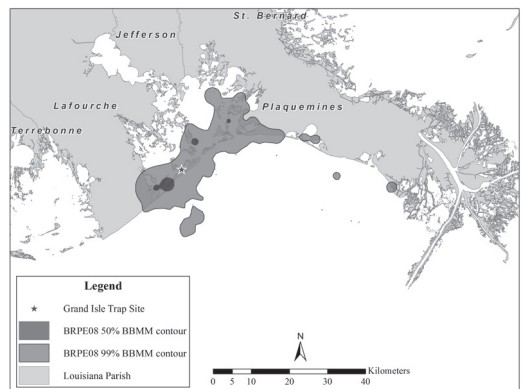 St. Bernard
Jefferson
Lafourche
Plaquemines
Terrebonne
Legend
Grand Isle Trap Site
BRPE08 50% BBMM contour
BRPE08 99% BBMM contour
Louisiana Parish
N
Kilometers
0 5 10 20 30 40